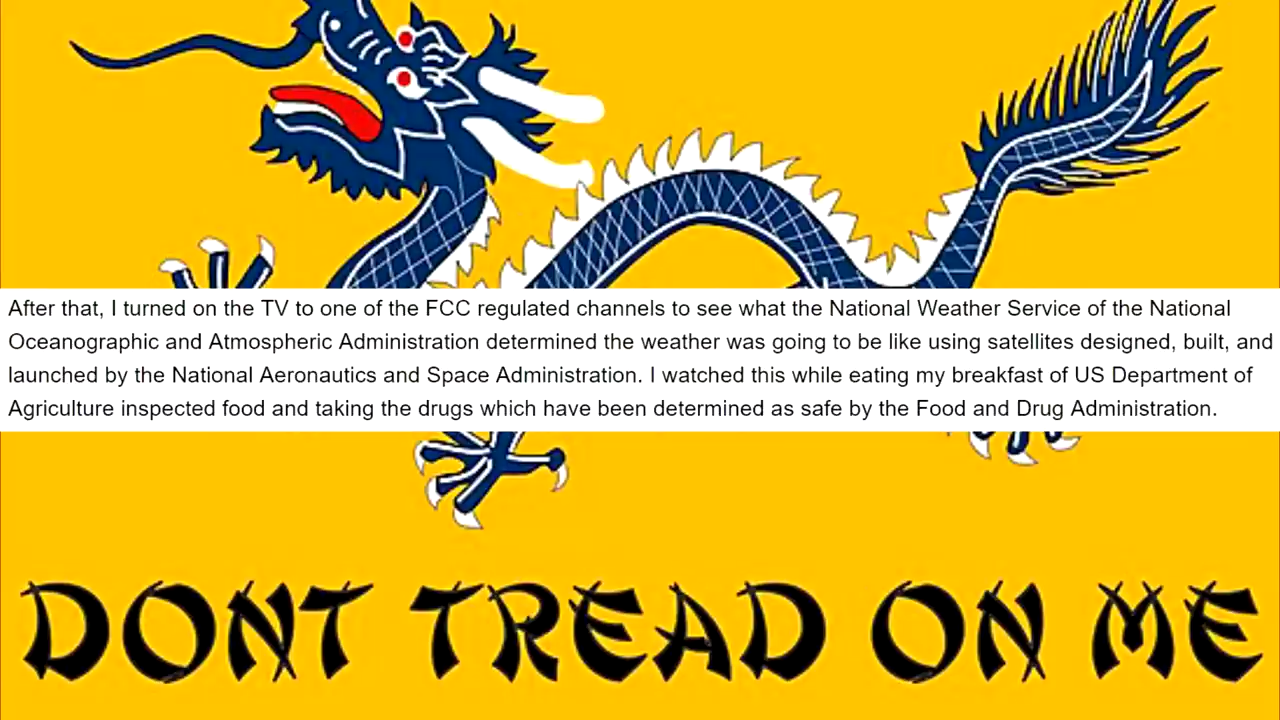 After that, I turned on the TV to one of the FCC regulated channels to see what the National Weather Service of the National
Oceanographic and Atmospheric Administration determined the weather was going to be like using satellites designed, built, and
launched by the National Aeronautics and Space Administration. I watched this while eating my breakfast of US Department of
Agriculture inspected food and taking the drugs which have been determined as safe by the Food and Drug Administration.
DONT TREAD ON ME